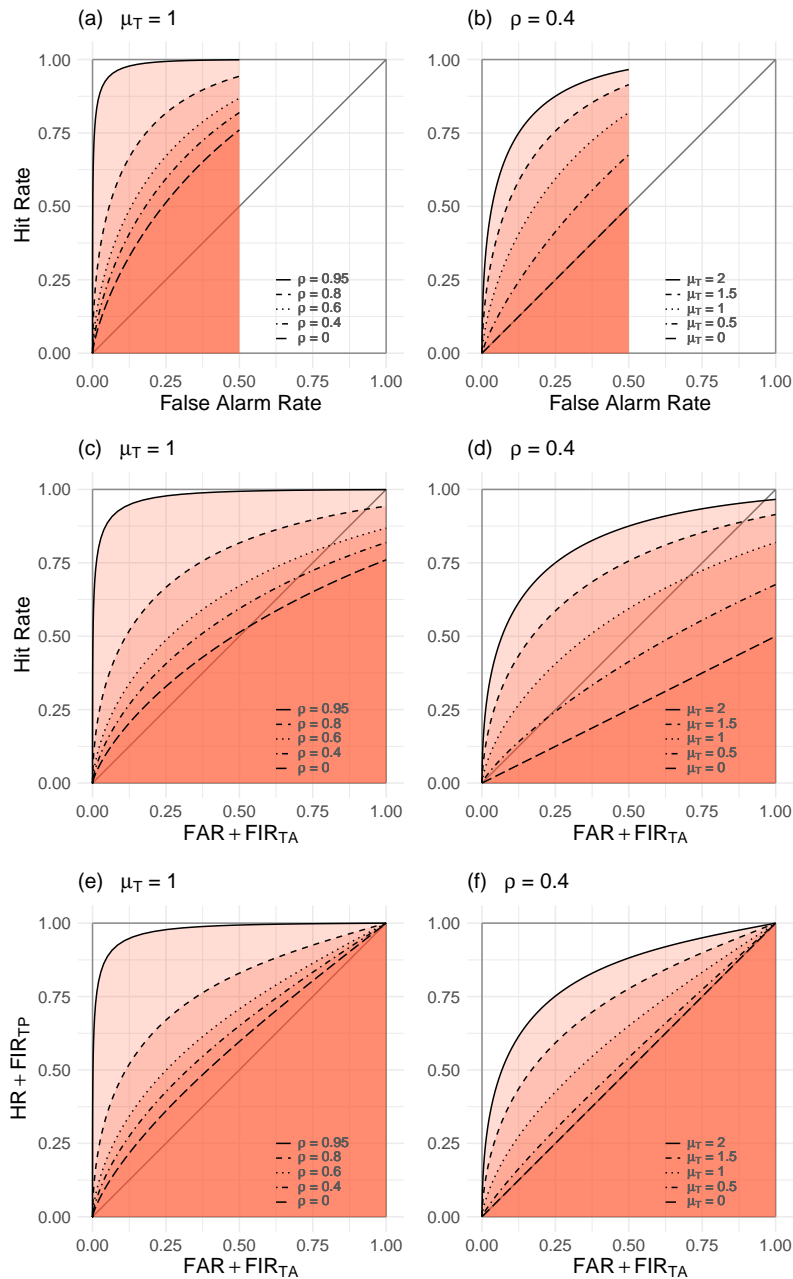 (a) μT = 1
Hit Rate
1.00
0.75
0.50
0.25
0.00
ρ = 0.95
ρ = 0.8
ρ = 0.6
ρ = 0.4
ρ = 0
0.00 0.25 0.50 0.75 1.00
False Alarm Rate
(b) ρ = 0.4
1.00
0.75
0.50
0.25
0.00
μT = 2
μT = 1.5
μT = 1
μT = 0.5
μT = 0
0.00 0.25 0.50 0.75 1.00
False Alarm Rate
(c) μT = 1
Hit Rate
1.00
0.75
0.50
0.25
0.00
ρ = 0.95
ρ = 0.8
ρ = 0.6
ρ = 0.4
ρ = 0
0.00 0.25 0.50 0.75 1.00
FAR + FIRTA
(d) ρ = 0.4
1.00
0.75
0.50
0.25
0.00
μT = 2
μT = 1.5
μT = 1
μT = 0.5
μT = 0
0.00 0.25 0.50 0.75 1.00
FAR + FIRTA
(e) μT = 1
HR + FIRTP
1.00
0.75
0.50
0.25
0.00
ρ = 0.95
ρ = 0.8
ρ = 0.6
ρ = 0.4
ρ = 0
0.00 0.25 0.50 0.75 1.00
FAR + FIRTA
(f) ρ = 0.4
1.00
0.75
0.50
0.25
0.00
μT = 2
μT = 1.5
μT = 1
μT = 0.5
μT = 0
0.00 0.25 0.50 0.75 1.00
FAR + FIRTA